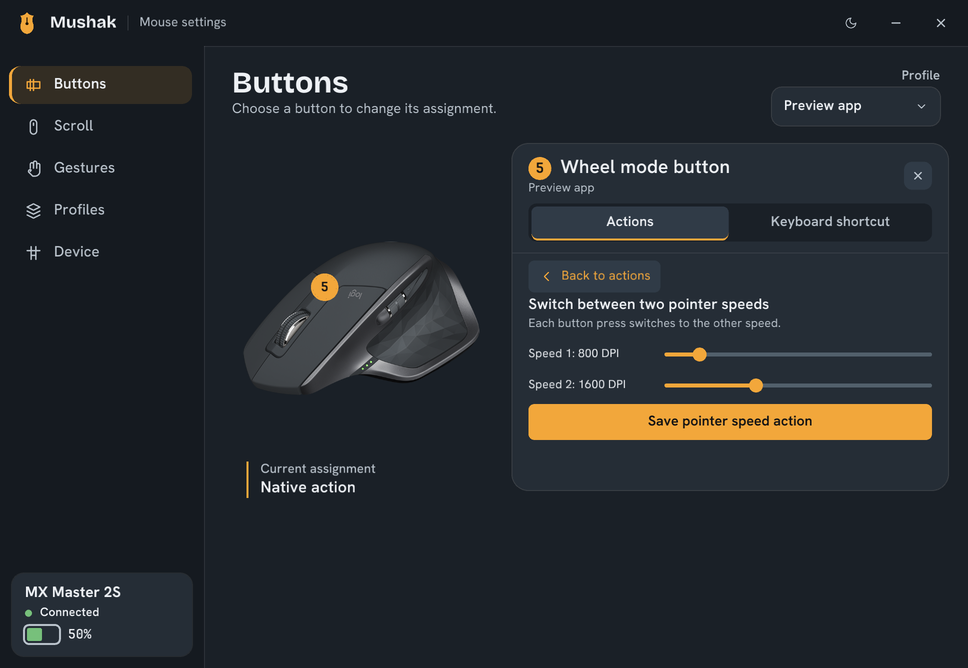 Mushak
Mouse settings
Buttons
Scroll
Gestures
Profiles
Device
MX Master 2S
Connected
50%
Buttons
Choose a button to change its assignment.
Profile
Preview app
5
logi
Current assignment
Native action
5 Wheel mode button
Preview app
Actions
Keyboard shortcut
Back to actions
Switch between two pointer speeds
Each button press switches to the other speed.
Speed 1: 800 DPI
Speed 2: 1600 DPI
Save pointer speed action